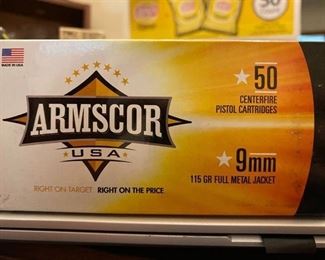 50
MADE IN USA
ARMSCOR
USA
RIGHT ON TARGET. RIGHT ON THE PRICE
50
CENTERFIRE
PISTOL CARTRIDGES
9mm
115 GR FULL METAL JACKET